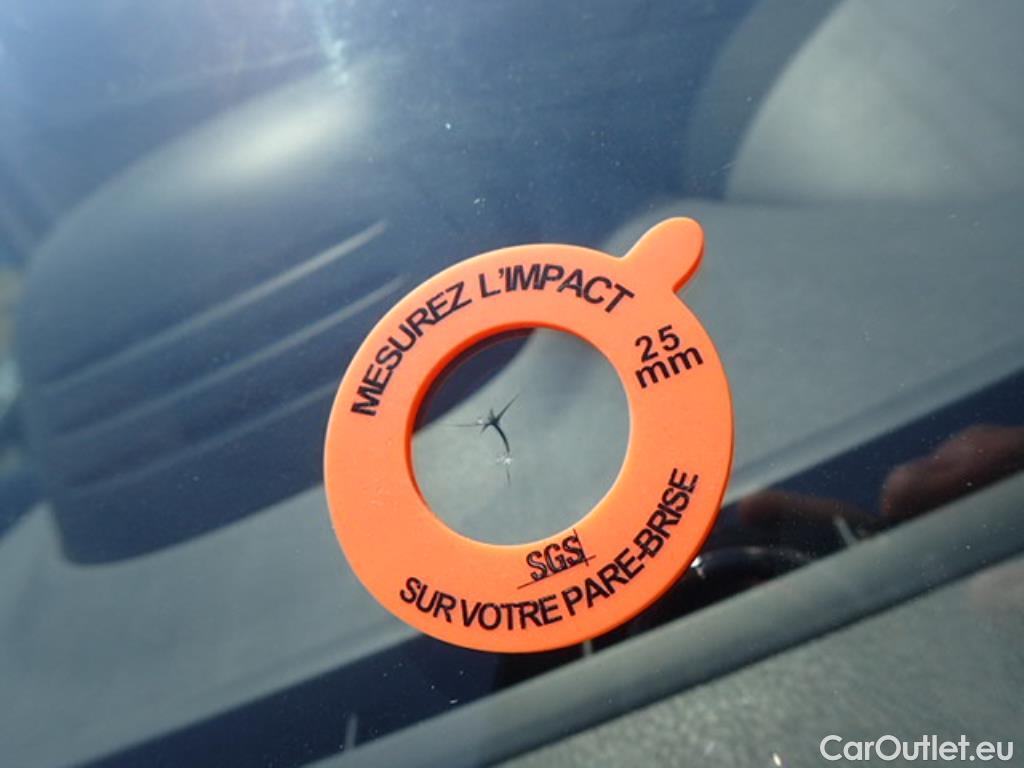 MESUREZ L'IMPACT
25
mm
SGS
SUR VOTRE PARE-BRISE
CarOutlet.eu